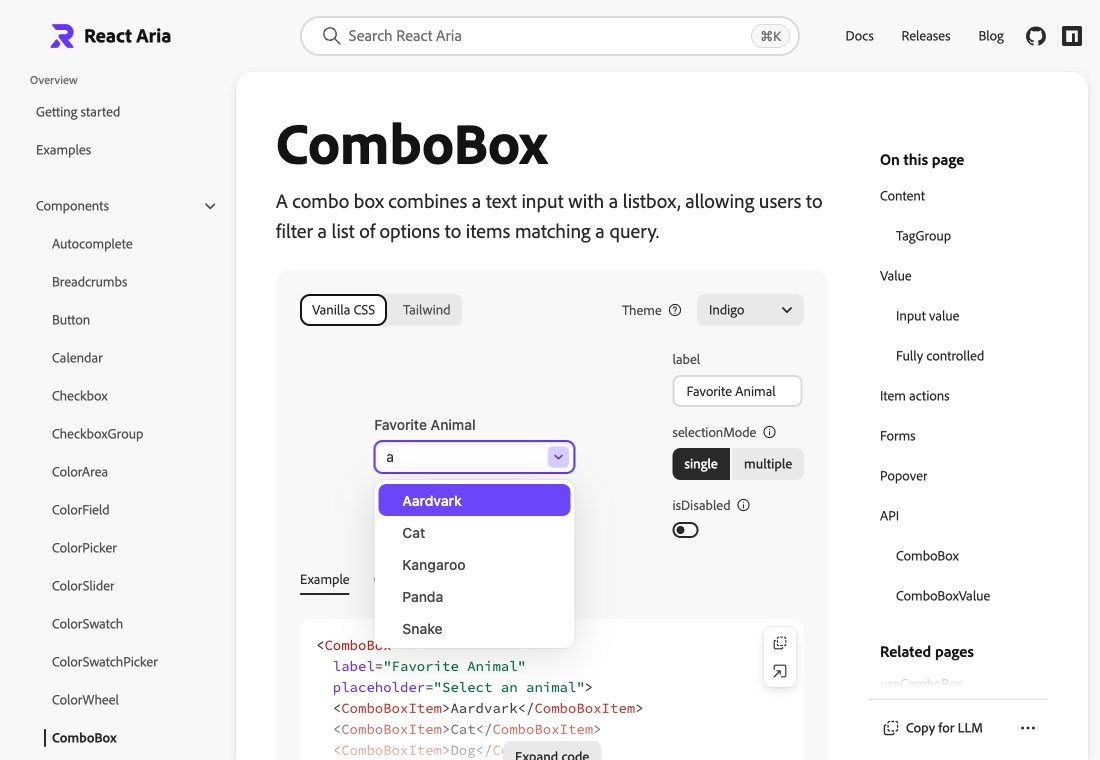 React Aria
Search React Aria
⌘K
Docs
Releases
Blog
Overview
Getting started
Examples
Components
Autocomplete
Breadcrumbs
Button
Calendar
Checkbox
CheckboxGroup
ColorArea
ColorField
ColorPicker
ColorSlider
ColorSwatch
ColorSwatchPicker
ColorWheel
ComboBox
ComboBox
A combo box combines a text input with a listbox, allowing users to
filter a list of options to items matching a query.
Vanilla CSS
Tailwind
Theme
Indigo
label
Favorite Animal
selectionMode
single
multiple
isDisabled
Favorite Animal
a
Aardvark
Cat
Kangaroo
Panda
Snake
Example
<ComboBox
label="Favorite Animal"
placeholder="Select an animal">
<ComboBoxItem>Aardvark</ComboBoxItem>
<ComboBoxItem>Cat</ComboBoxItem>
<ComboBoxItem>Dog</
Expand code
On this page
Content
TagGroup
Value
Input value
Fully controlled
Item actions
Forms
Popover
API
ComboBox
ComboBoxValue
Related pages
useComboBox
Copy for LLM